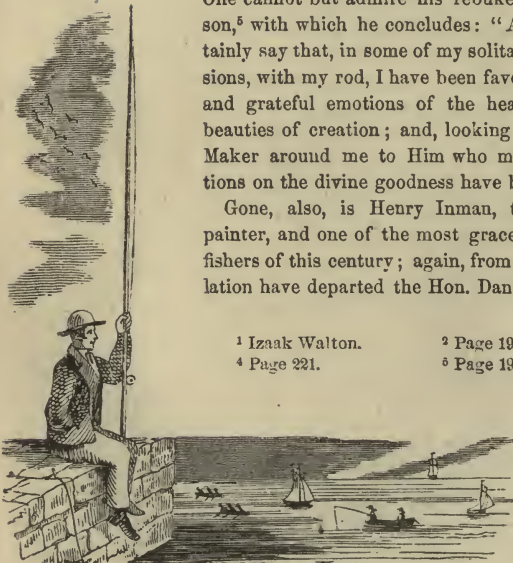 One cannot but admire his rebuke
son,⁵ with which he concludes: "A
tainly say that, in some of my solita
sions, with my rod, I have been favo
and grateful emotions of the hea
beauties of creation; and, looking
Maker around me to Him who m
tions on the divine goodness have b
Gone, also, is Henry Inman, t
painter, and one of the most grace
fishers of this century; again, from
lation have departed the Hon. Dan
¹ Izaak Walton. ² Page 19
⁴ Page 221. ⁵ Page 19